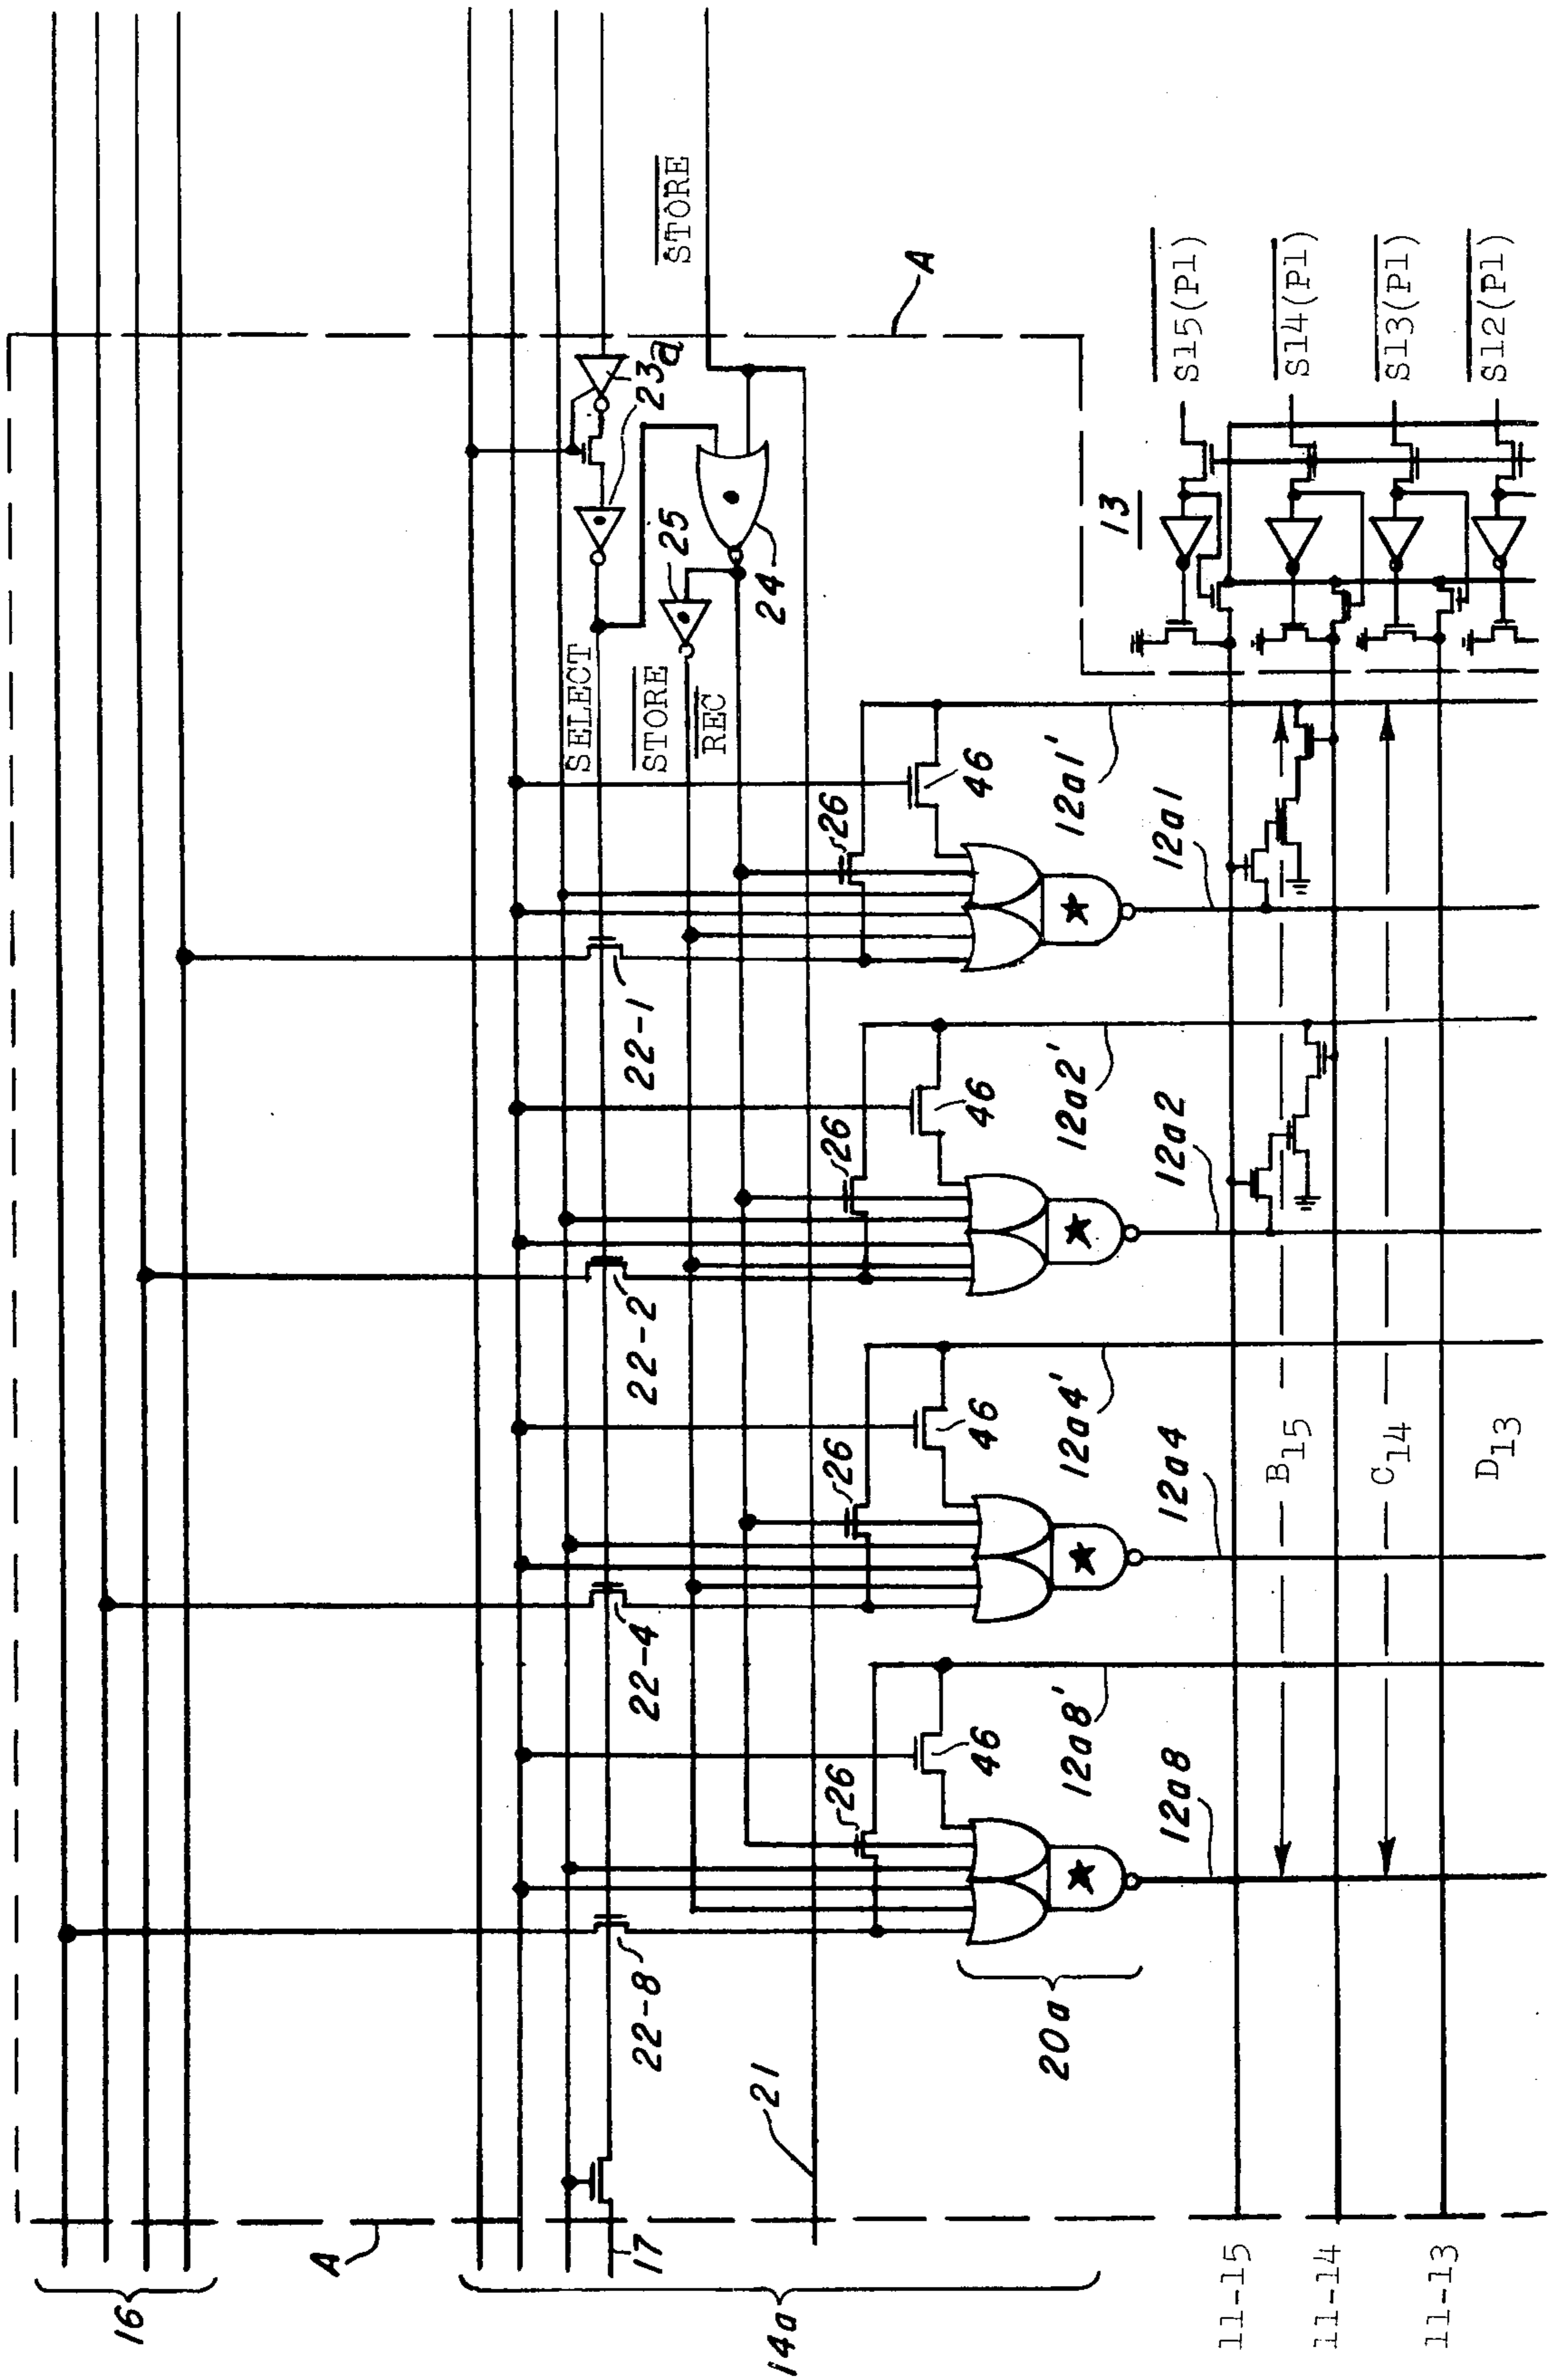 16
A
17
14a
21
20a
22-8
22-4
22-2
22-1
26
26
26
26
46
46
46
46
12a8'
12a8
12a4'
12a4
12a2'
12a2
12a1'
12a1
SELECT
STORE
REC
25
24
23
a
STORE
A
13
S15(P1)
S14(P1)
S13(P1)
S12(P1)
B15
C14
D13
11-15
11-14
11-13